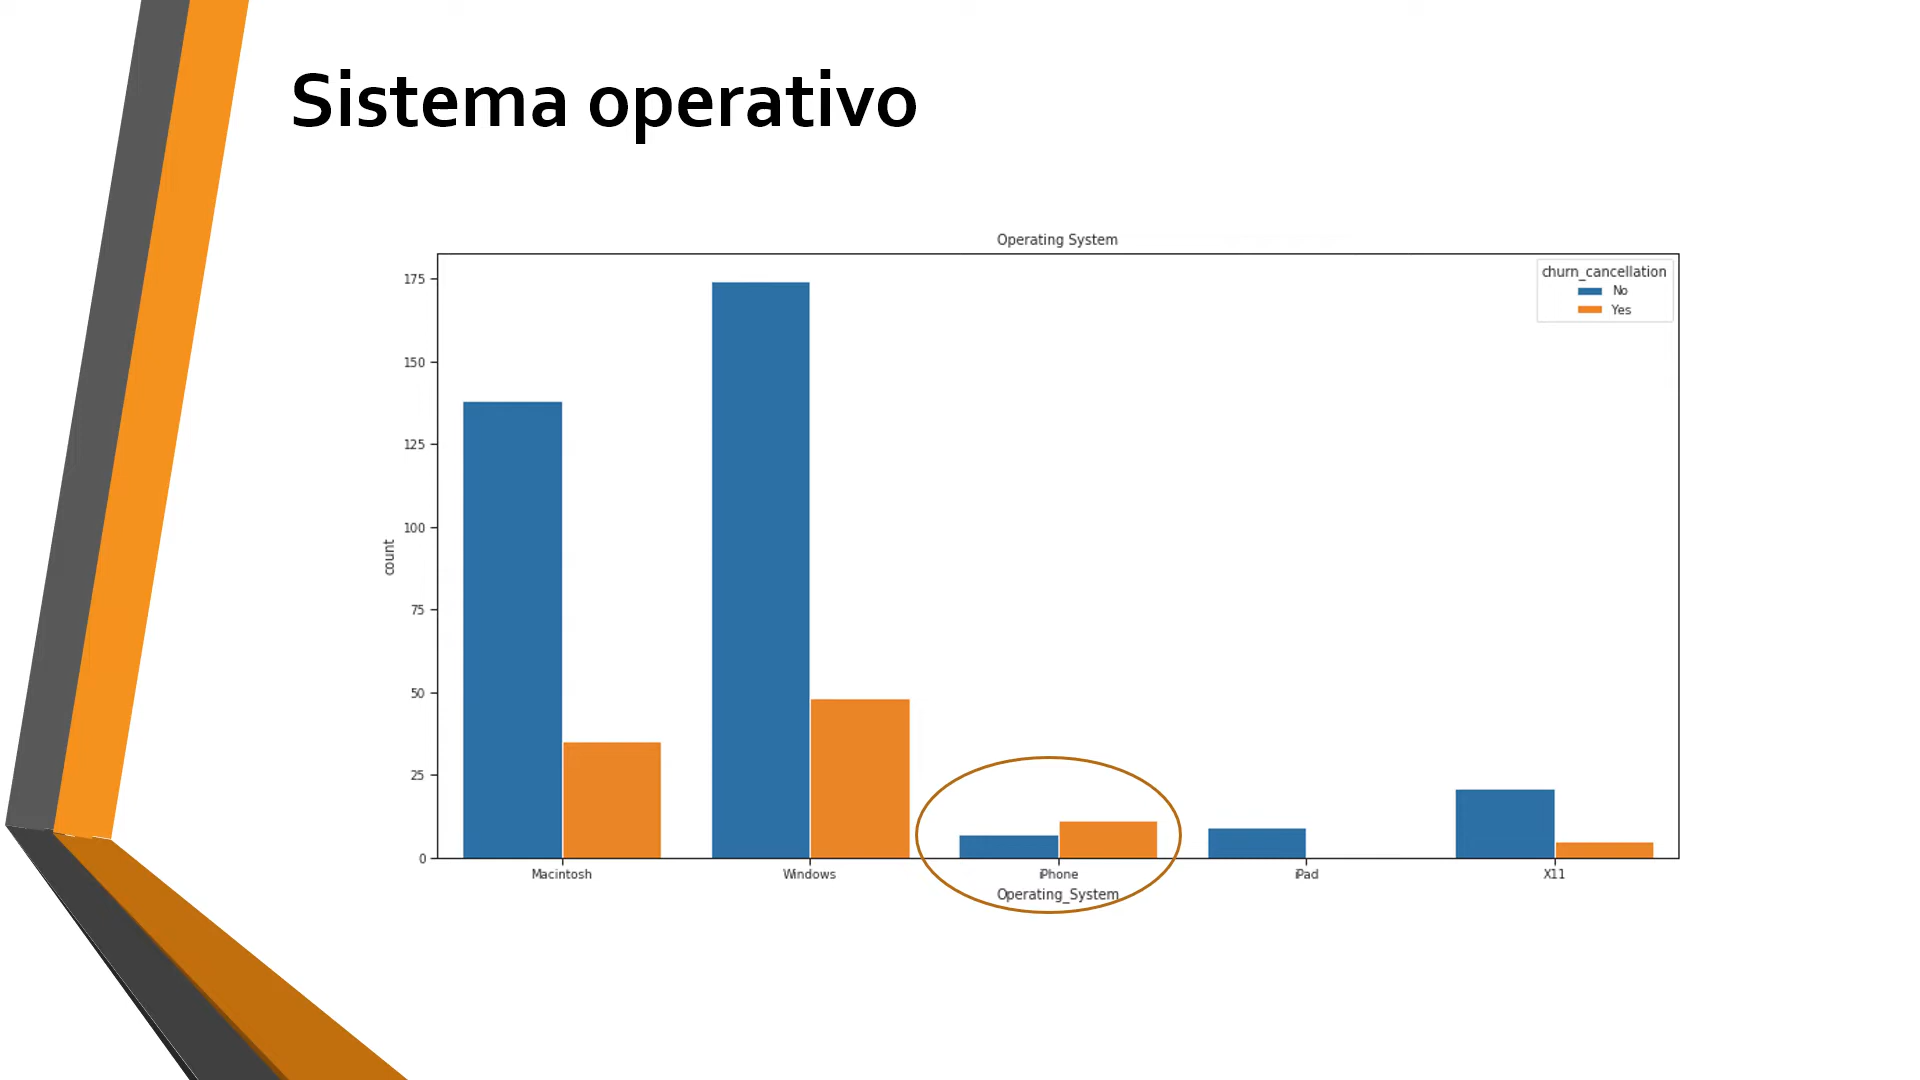 Sistema operativo
Operating System
churn_cancellation
No
Yes
175
150
125
100
75
50
25
0
count
Macintosh
Windows
iPhone
iPad
X11
Operating_System